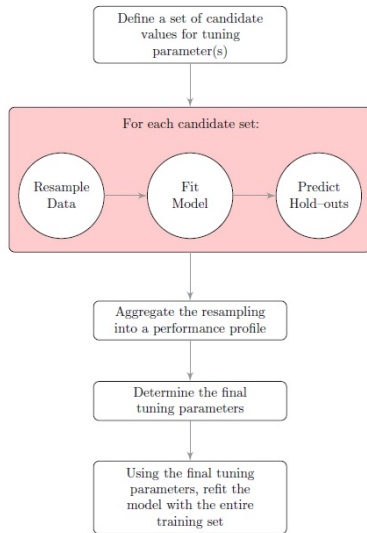 Define a set of candidate
values for tuning
parameter(s)
For each candidate set:
Resample
Data
Fit
Model
Predict
Hold–outs
Aggregate the resampling
into a performance profile
Determine the final
tuning parameters
Using the final tuning
parameters, refit the
model with the entire
training set